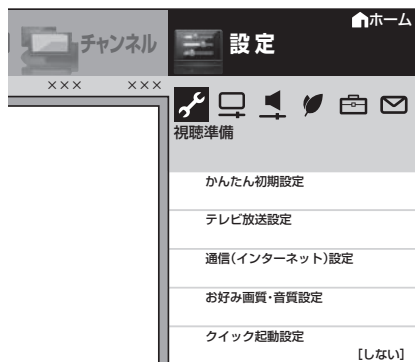 ホーム
チャンネル
設定
××× ×××
視聴準備
かんたん初期設定
テレビ放送設定
通信(インターネット)設定
お好み画質・音質設定
クイック起動設定
[しない]